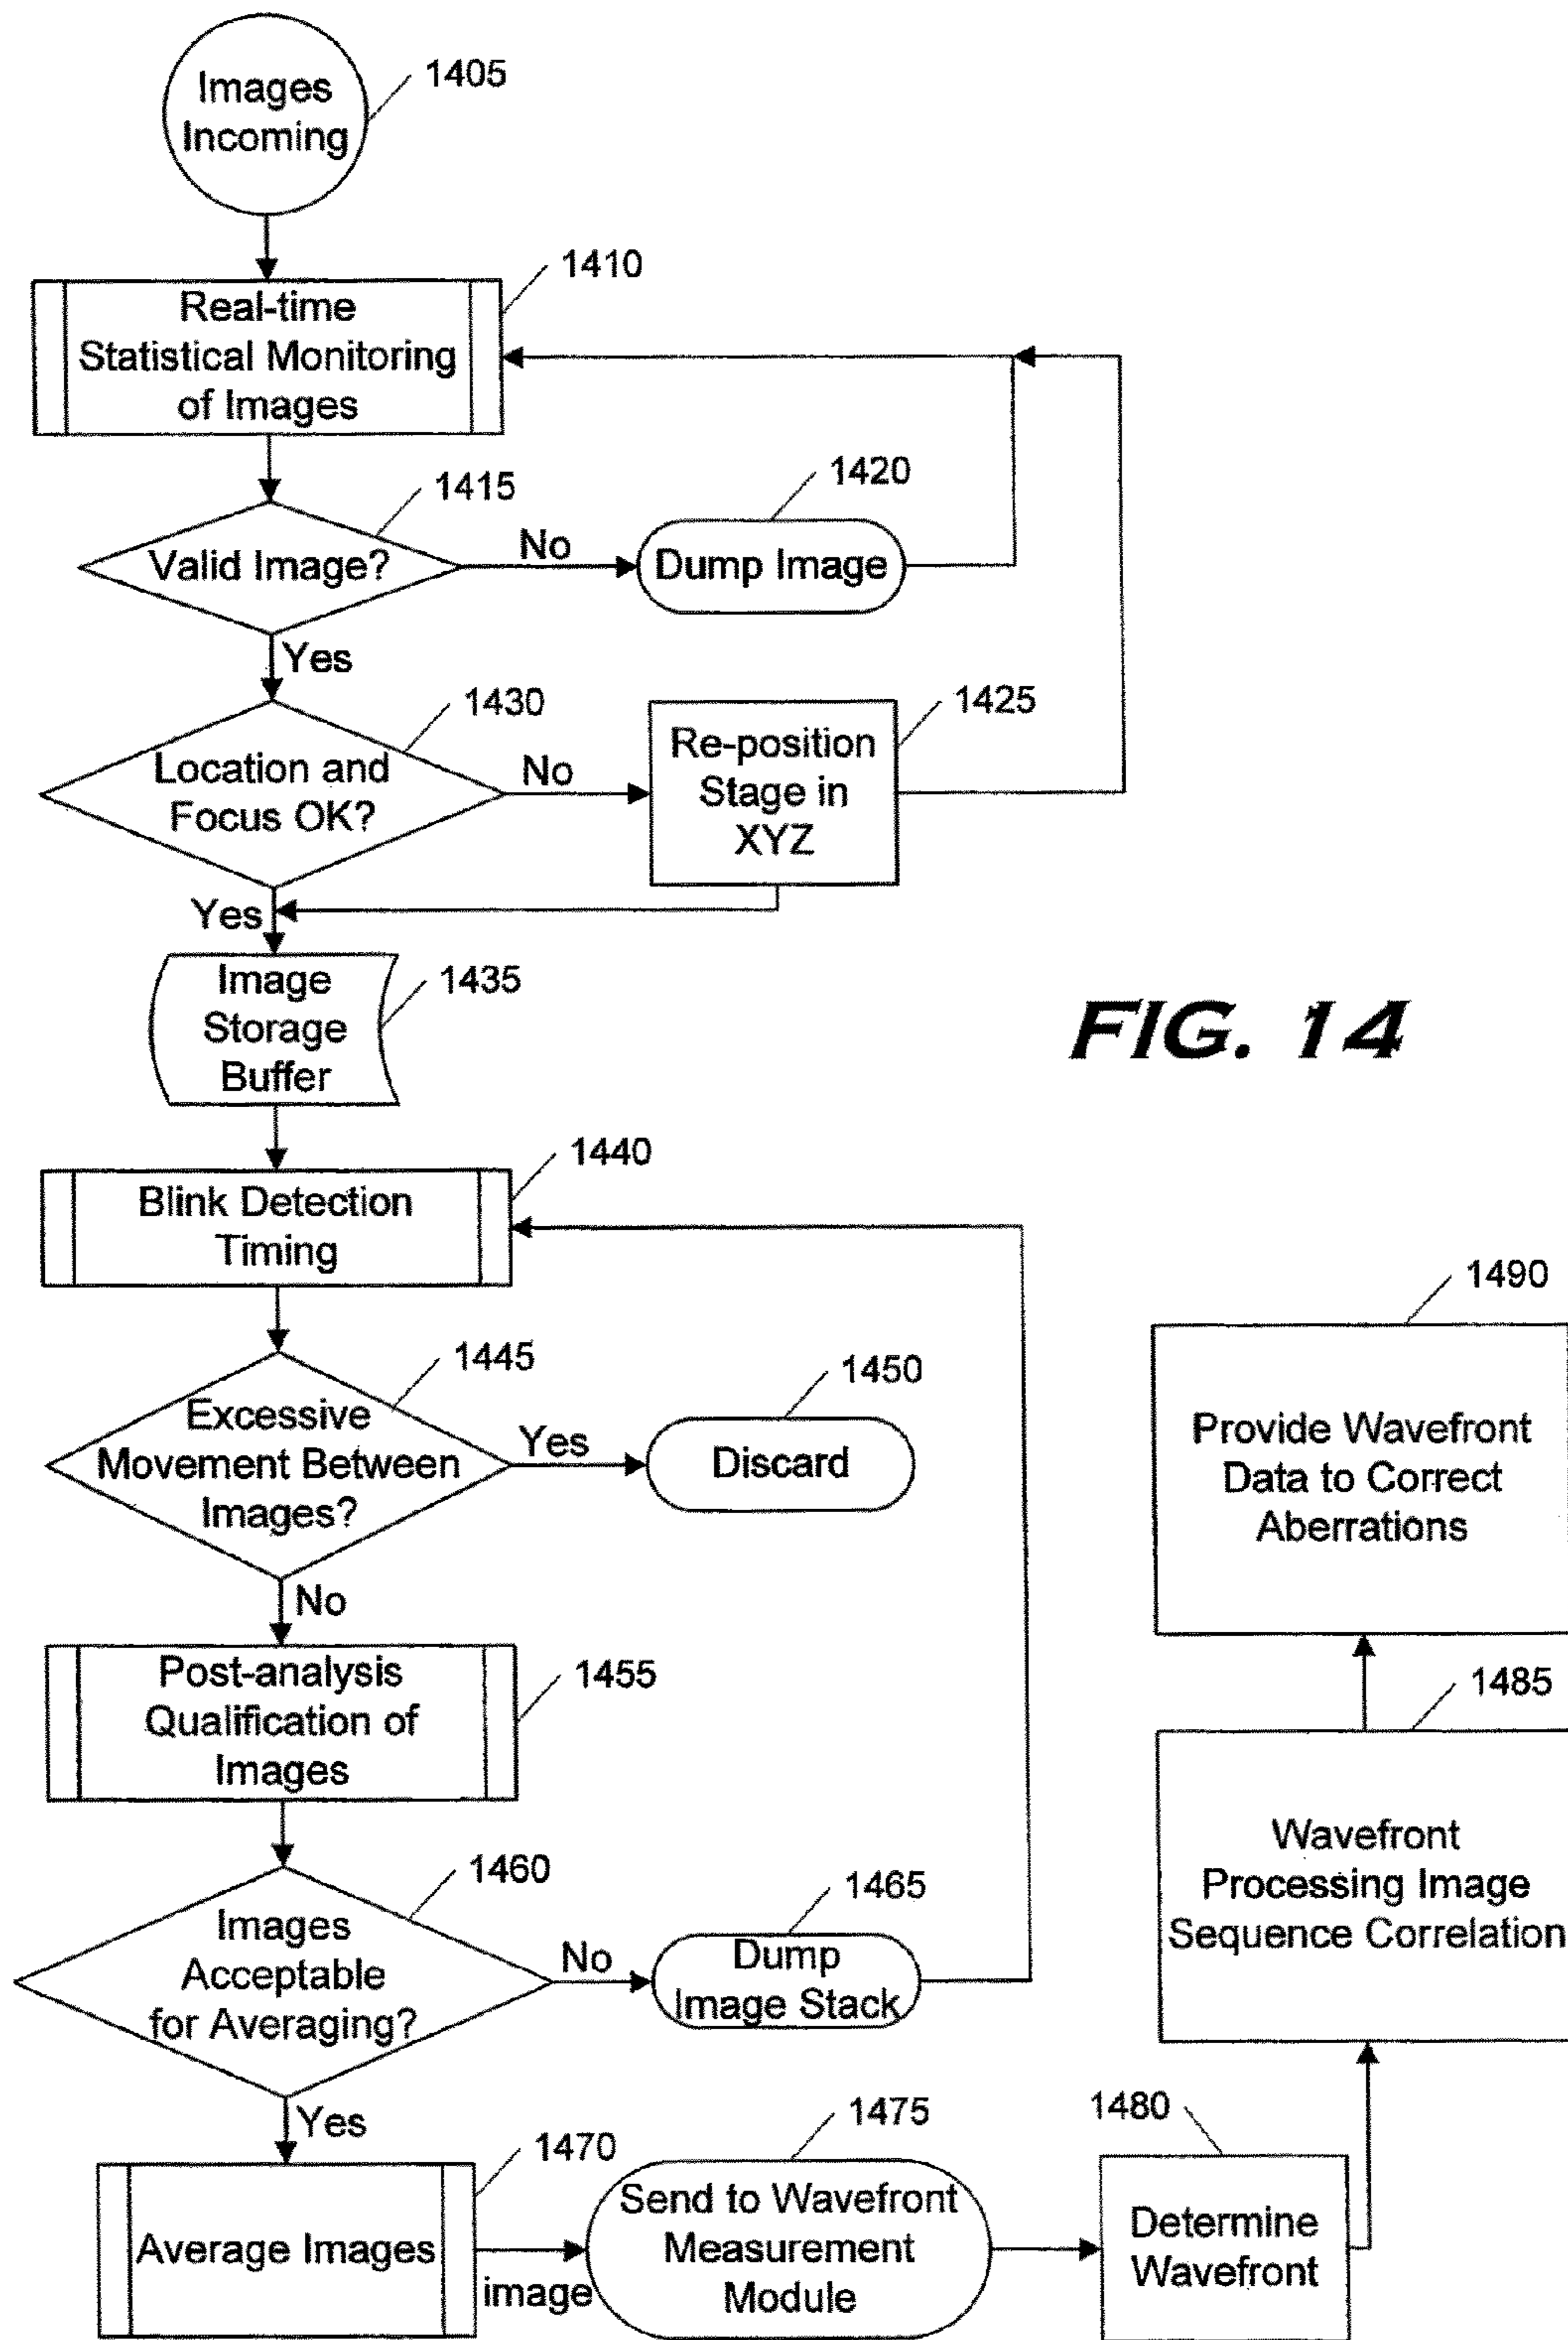 Images
Incoming
1405
1410
Real-time
Statistical Monitoring
of Images
1415
Valid Image?
No
1420
Dump Image
Yes
1430
Location and
Focus OK?
No
1425
Re-position
Stage in
XYZ
Yes
Image
Storage
Buffer
1435
FIG. 14
1440
Blink Detection
Timing
1445
Excessive
Movement Between
Images?
Yes
1450
Discard
No
1455
Post-analysis
Qualification of
Images
1460
Images
Acceptable
for Averaging?
No
1465
Dump
Image Stack
Yes
1470
Average Images
image
1475
Send to Wavefront
Measurement
Module
1480
Determine
Wavefront
1485
Wavefront
Processing Image
Sequence Correlation
1490
Provide Wavefront
Data to Correct
Aberrations